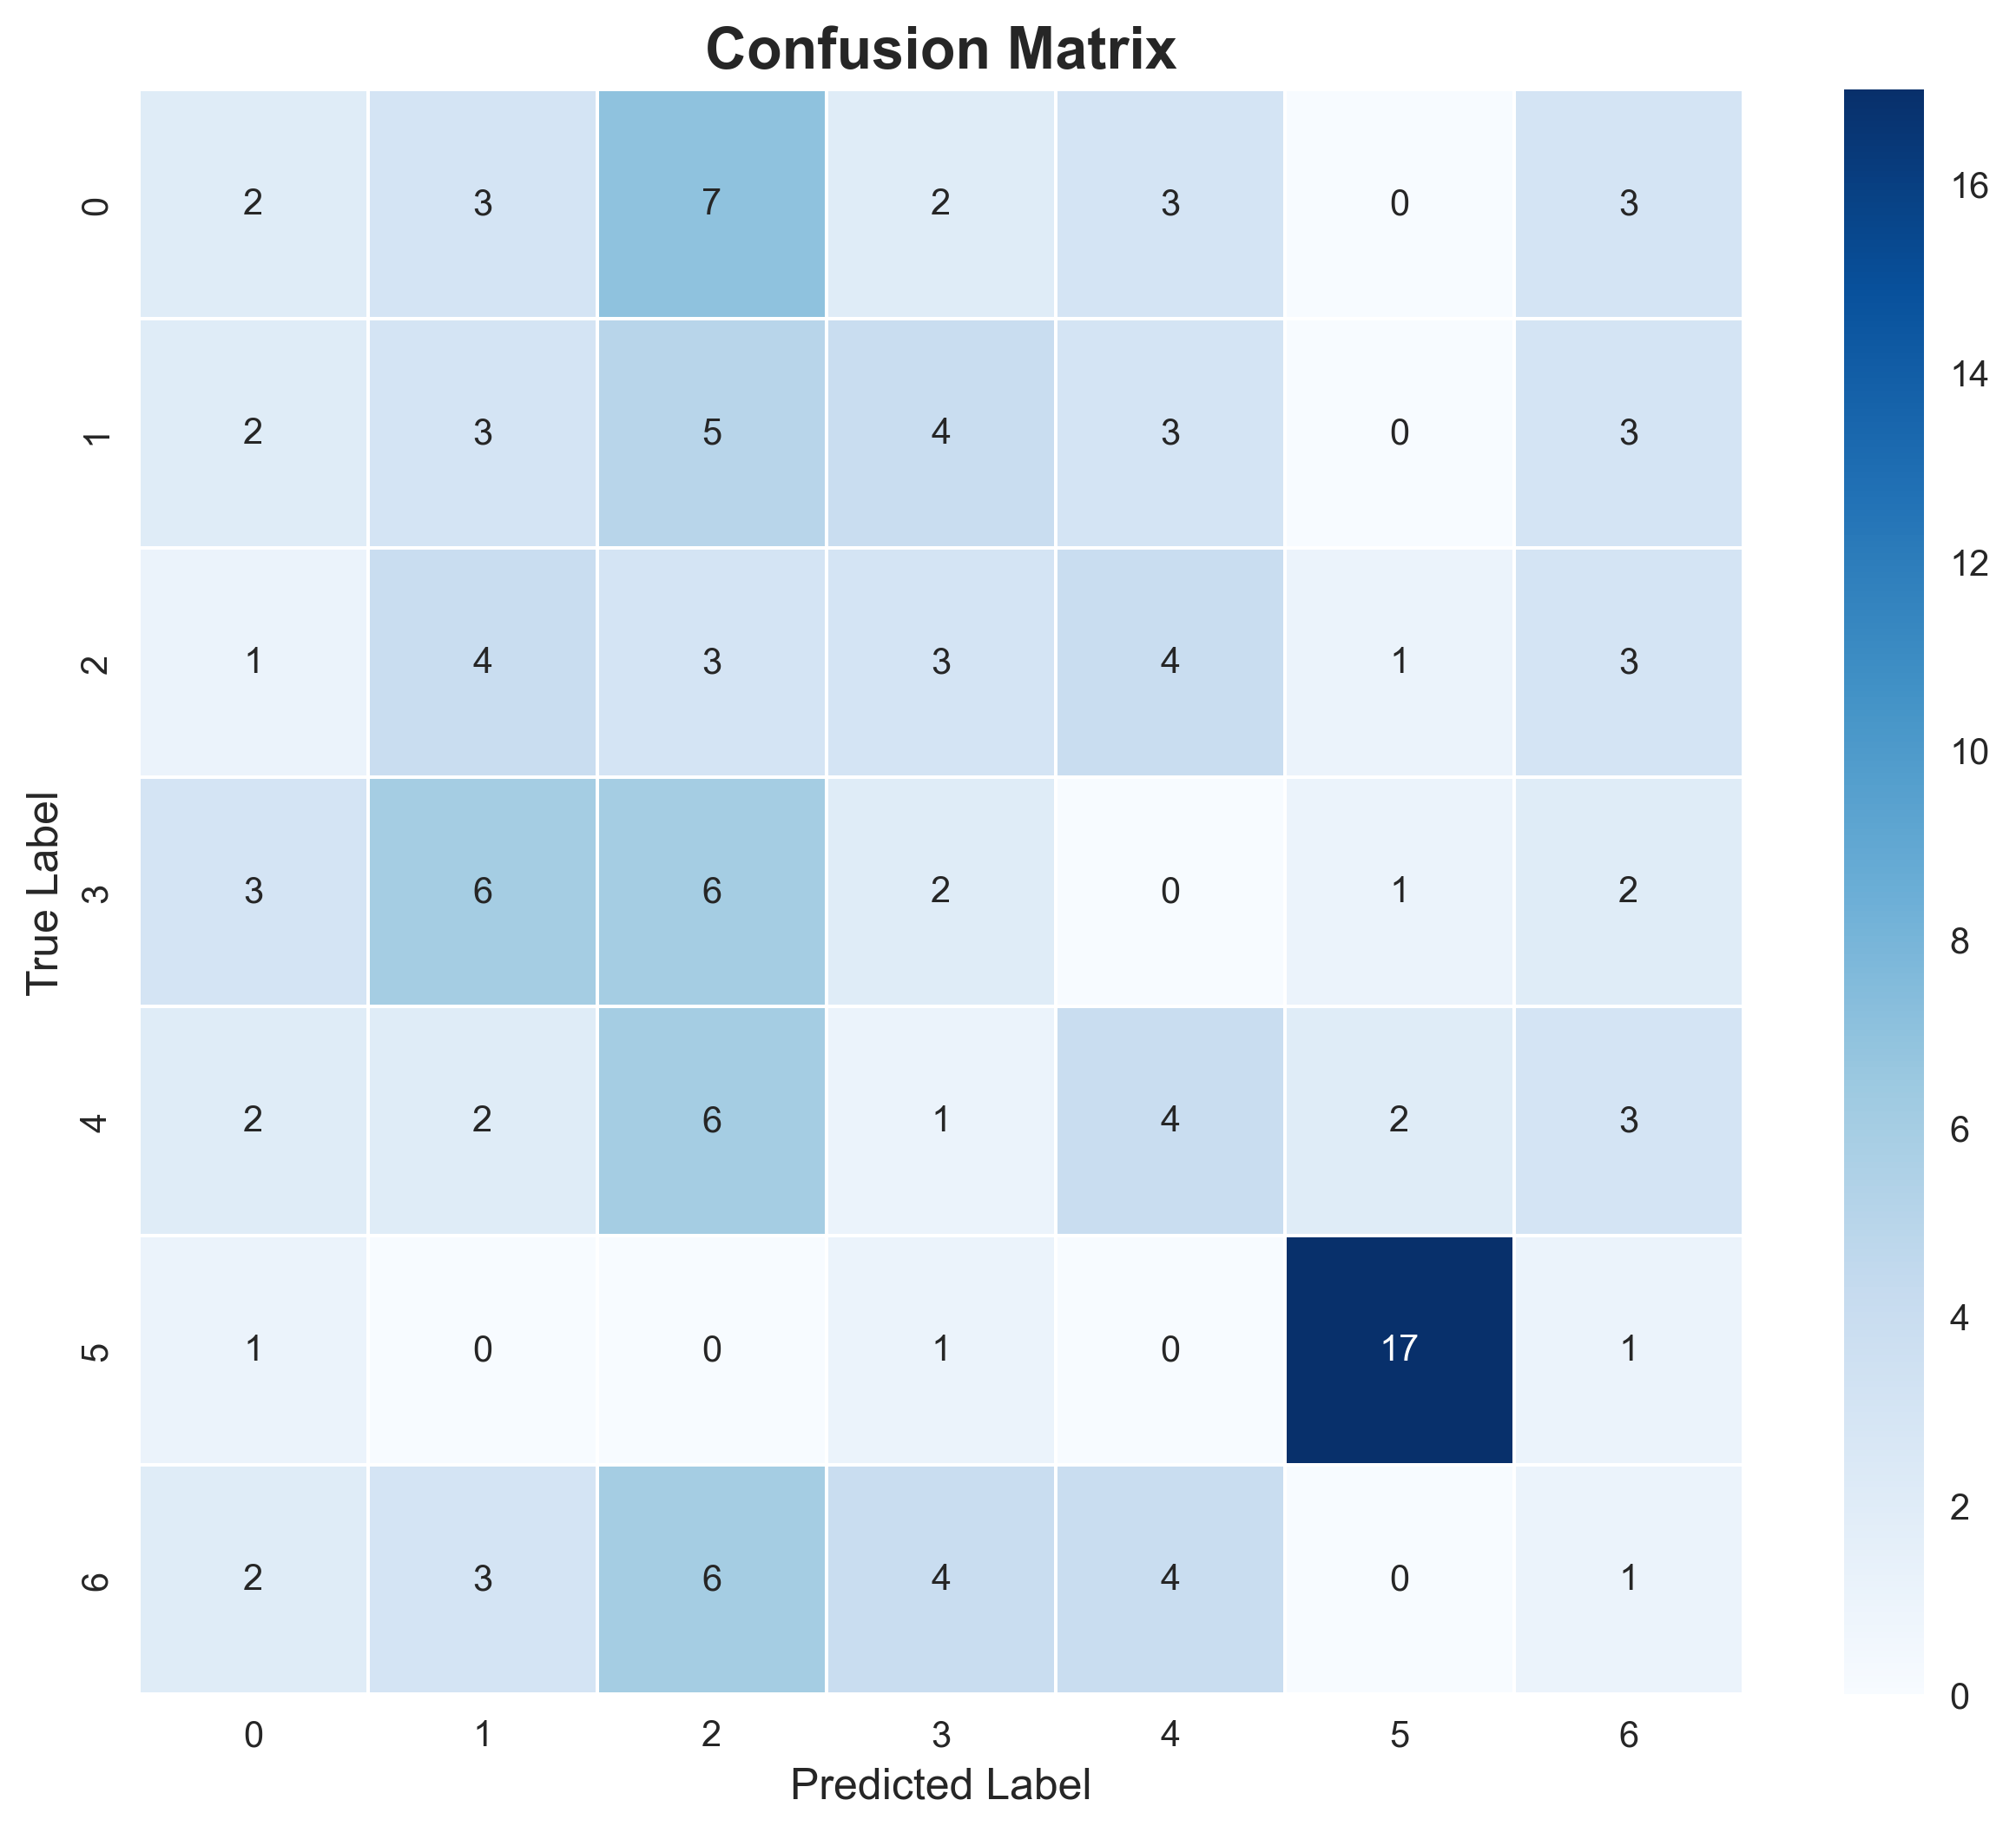 Confusion Matrix
True Label
0 2 3 7 2 3 0 3
1 2 3 5 4 3 0 3
2 1 4 3 3 4 1 3
3 3 6 6 2 0 1 2
4 2 2 6 1 4 2 3
5 1 0 0 1 0 17 1
6 2 3 6 4 4 0 1
0 1 2 3 4 5 6
Predicted Label
16
14
12
10
8
6
4
2
0